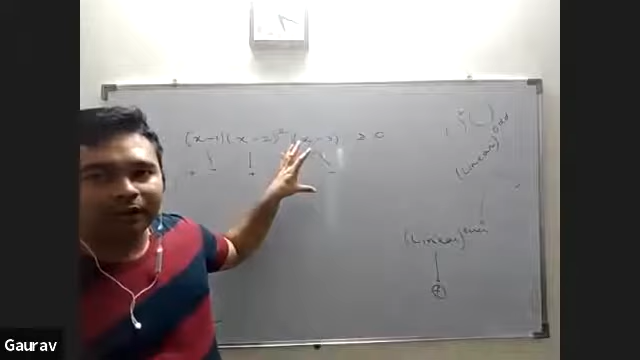 (x-1)(x-2)² (x-3) ≥ 0
+ - + -
(Linear)odd
(Linear)even
+
Gaurav